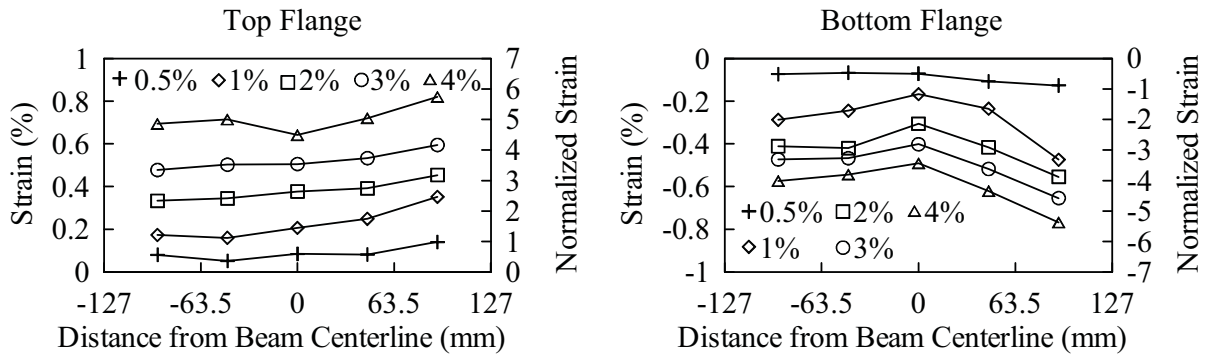 Top Flange
1
0.8
0.6
0.4
0.2
0
Strain (%)
0.5% 1% 2% 3% 4%
7
6
5
4
3
2
1
0
Normalized Strain
-127 -63.5 0 63.5 127
Distance from Beam Centerline (mm)
Bottom Flange
-0
-0.2
-0.4
-0.6
-0.8
-1
Strain (%)
0.5% 2% 4%
1% 3%
-0
-1
-2
-3
-4
-5
-6
-7
Normalized Strain
-127 -63.5 0 63.5 127
Distance from Beam Centerline (mm)